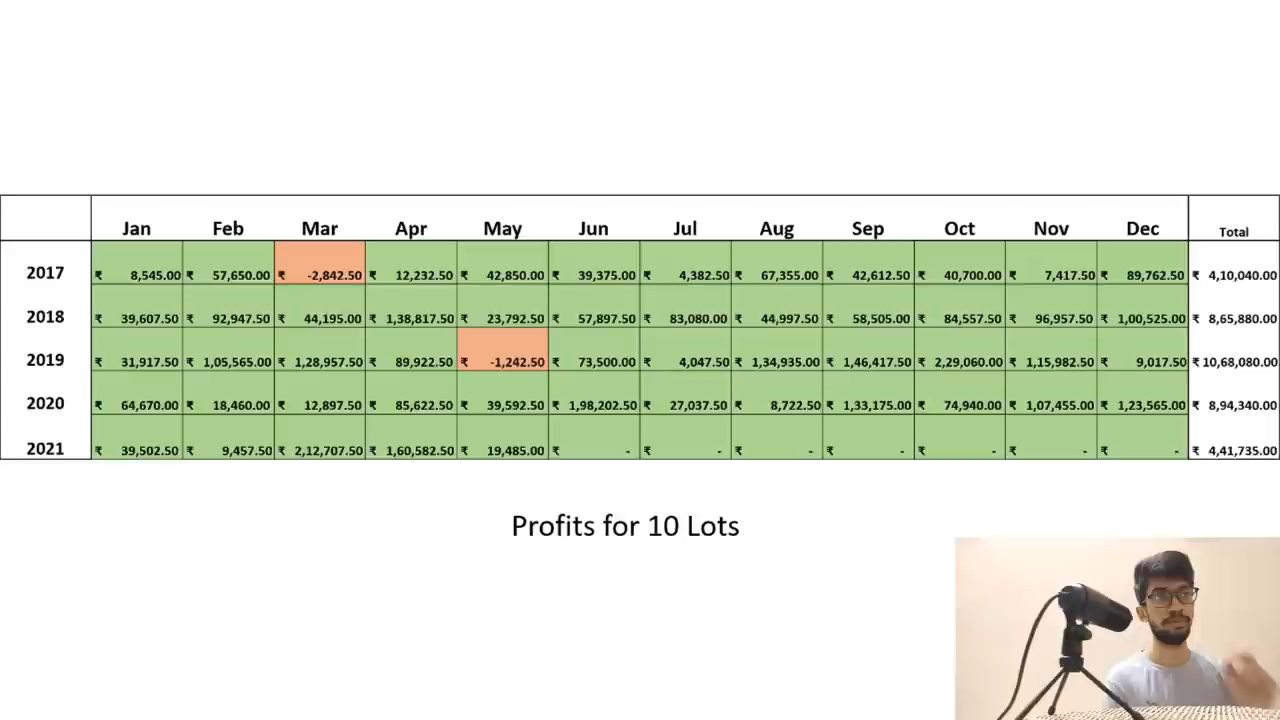 Jan Feb Mar Apr May Jun Jul Aug Sep Oct Nov Dec Total
2017 ₹ 8,545.00 ₹ 57,650.00 ₹ -2,842.50 ₹ 12,232.50 ₹ 42,850.00 ₹ 39,375.00 ₹ 4,382.50 ₹ 67,355.00 ₹ 42,612.50 ₹ 40,700.00 ₹ 7,417.50 ₹ 89,762.50 ₹ 4,10,040.00
2018 ₹ 39,607.50 ₹ 92,947.50 ₹ 44,195.00 ₹ 1,38,817.50 ₹ 23,792.50 ₹ 57,897.50 ₹ 83,080.00 ₹ 44,997.50 ₹ 58,505.00 ₹ 84,557.50 ₹ 96,957.50 ₹ 1,00,525.00 ₹ 8,65,880.00
2019 ₹ 31,917.50 ₹ 1,05,565.00 ₹ 1,28,957.50 ₹ 89,922.50 ₹ -1,242.50 ₹ 73,500.00 ₹ 4,047.50 ₹ 1,34,935.00 ₹ 1,46,417.50 ₹ 2,29,060.00 ₹ 1,15,982.50 ₹ 9,017.50 ₹ 10,68,080.00
2020 ₹ 64,670.00 ₹ 18,460.00 ₹ 12,897.50 ₹ 85,622.50 ₹ 39,592.50 ₹ 1,98,202.50 ₹ 27,037.50 ₹ 8,722.50 ₹ 1,33,175.00 ₹ 74,940.00 ₹ 1,07,455.00 ₹ 1,23,565.00 ₹ 8,94,340.00
2021 ₹ 39,502.50 ₹ 9,457.50 ₹ 2,12,707.50 ₹ 1,60,582.50 ₹ 19,485.00 ₹ - ₹ - ₹ - ₹ - ₹ - ₹ - ₹ - ₹ 4,41,735.00
Profits for 10 Lots